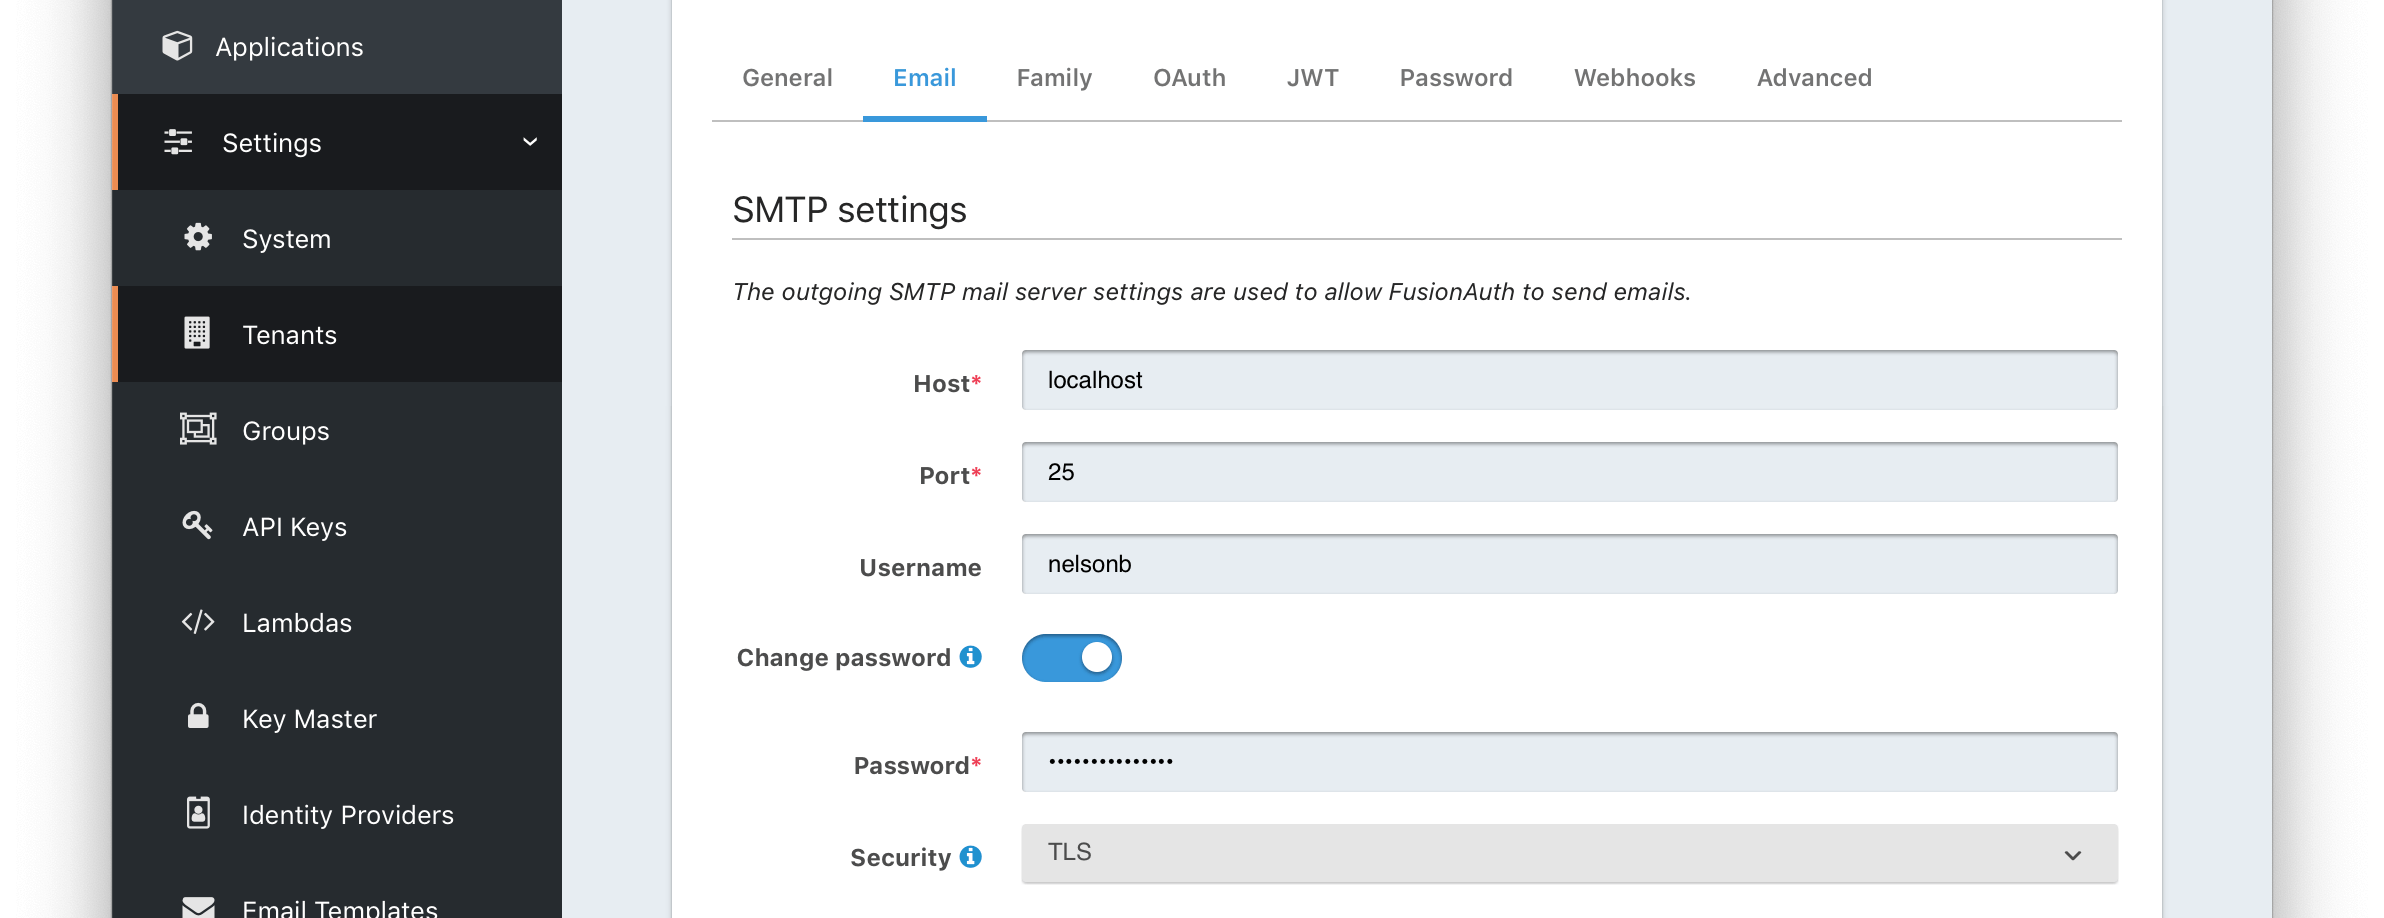 Applications
Settings
System
Tenants
Groups
API Keys
Lambdas
Key Master
Identity Providers
Email Templates
General Email Family OAuth JWT Password Webhooks Advanced
SMTP settings
The outgoing SMTP mail server settings are used to allow FusionAuth to send emails.
Host* localhost
Port* 25
Username nelsonb
Change password
Password* •••••••••••••••
Security TLS